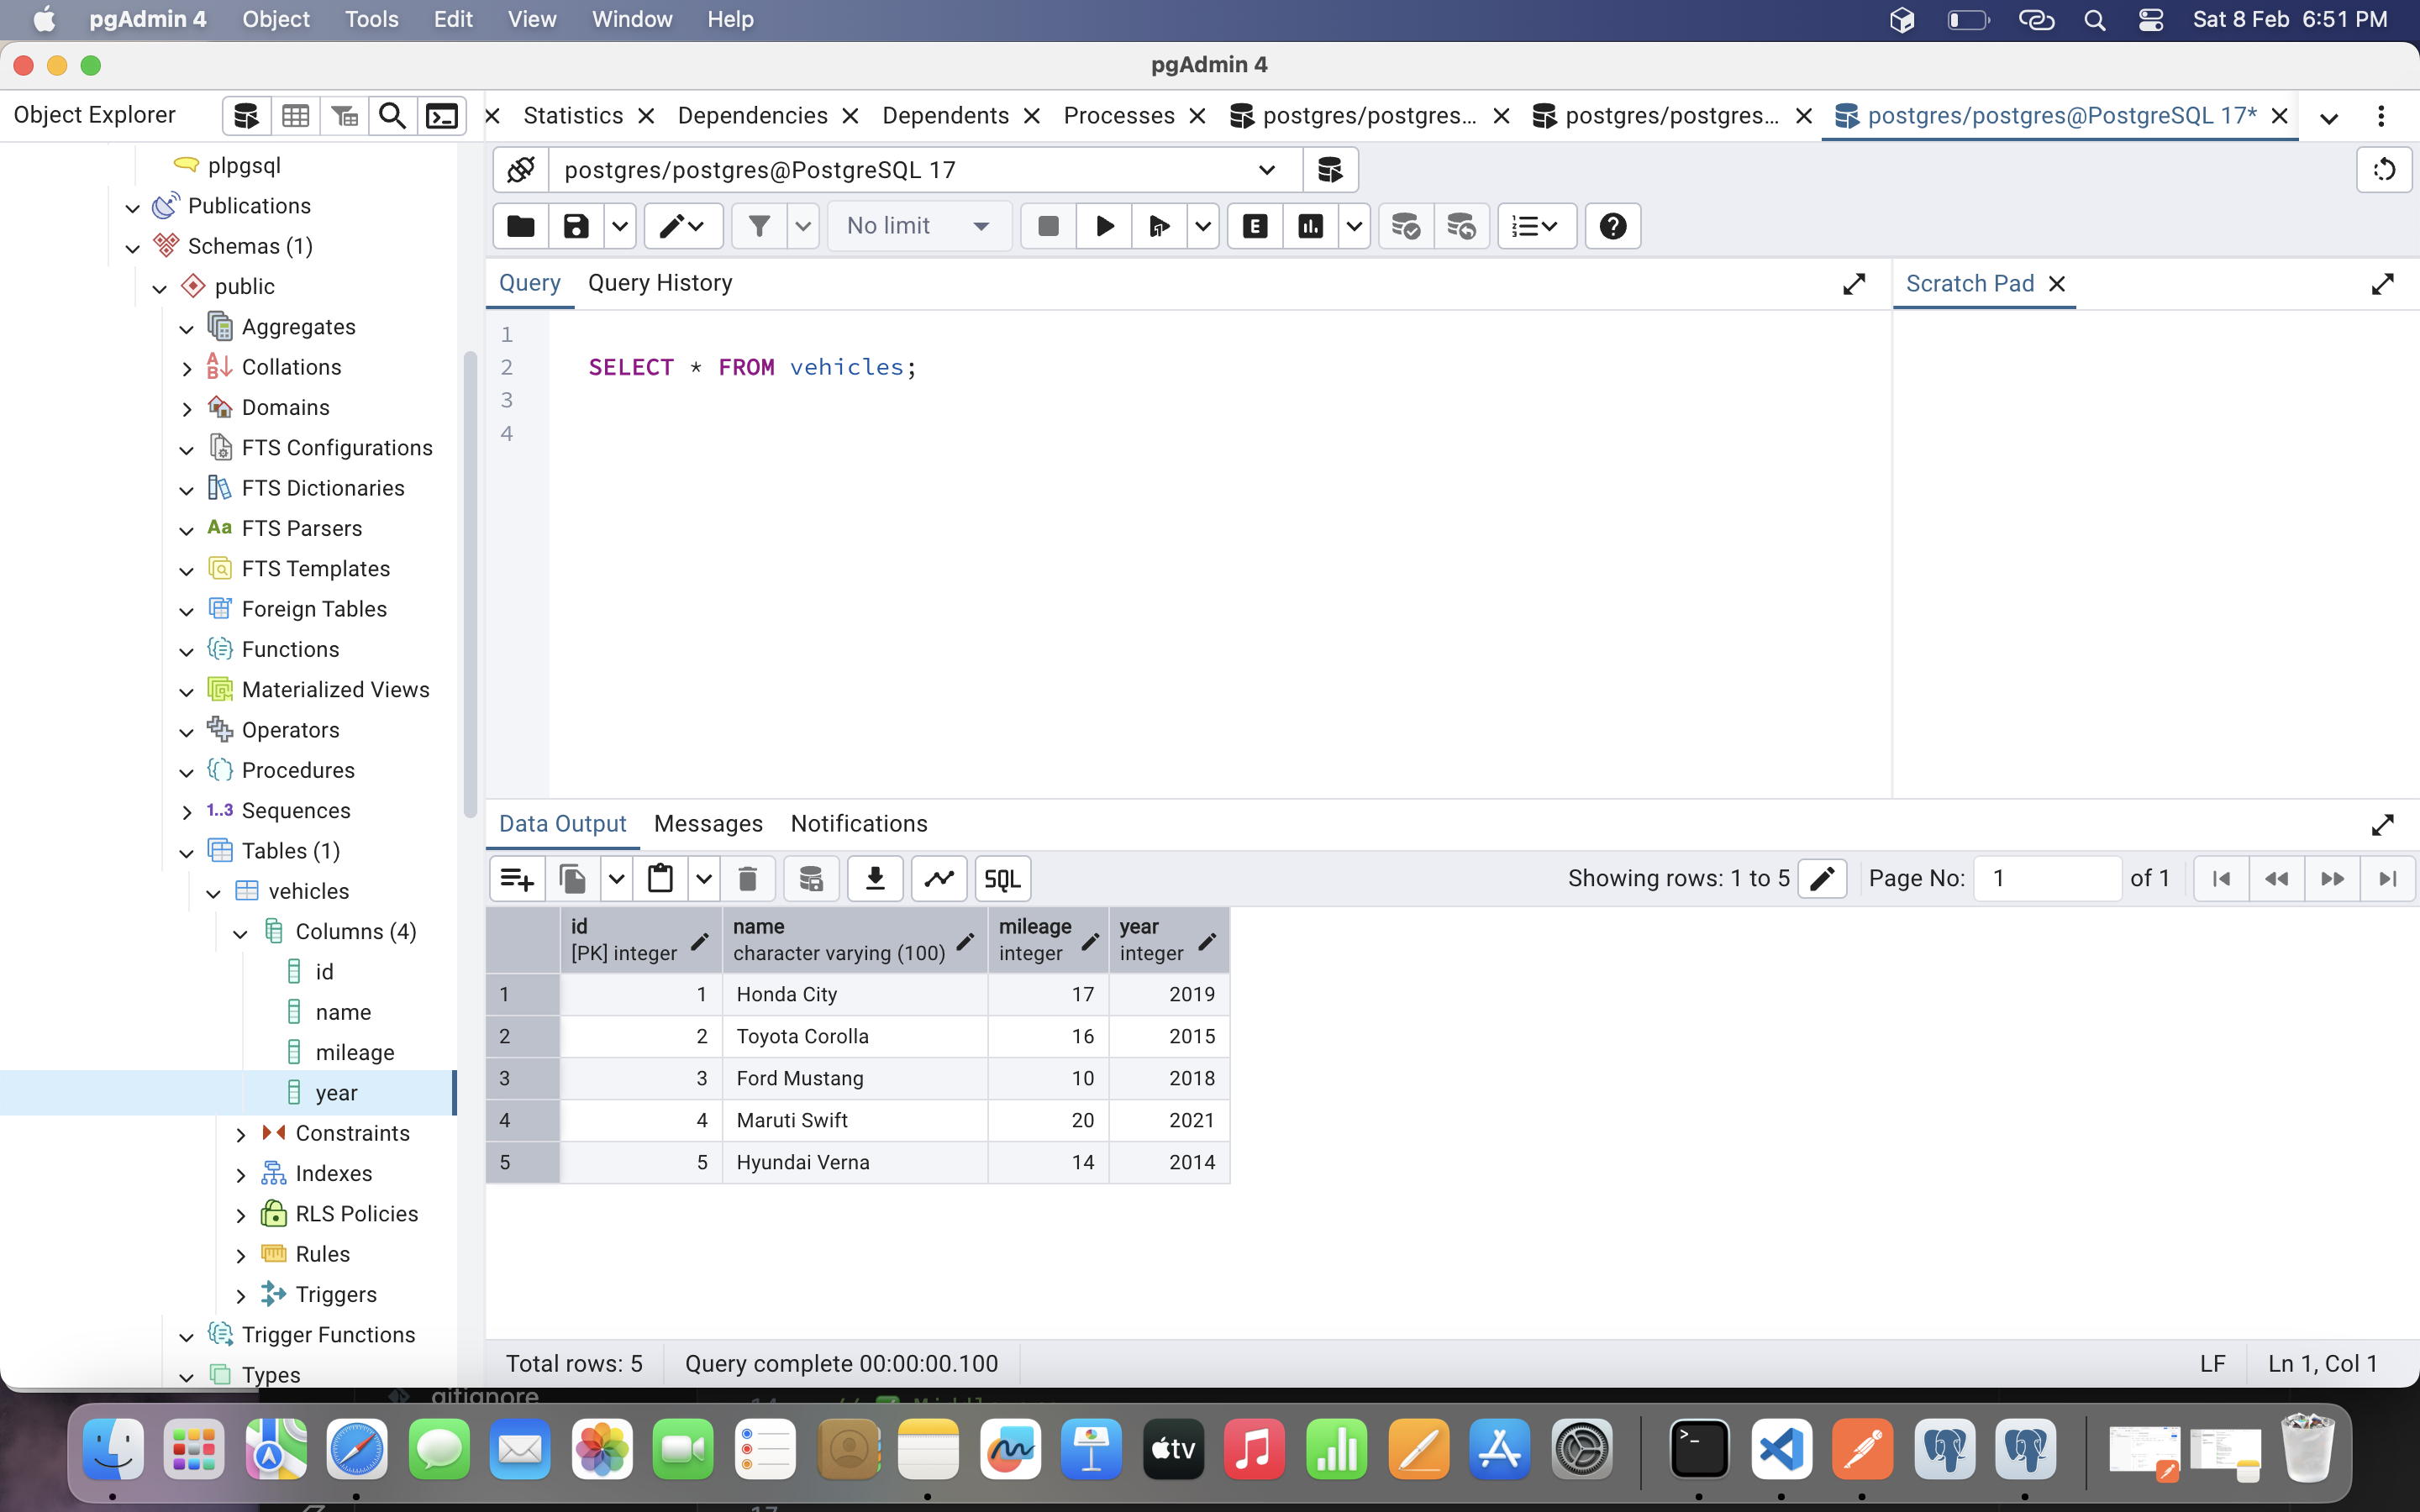 pgAdmin 4 Object Tools Edit View Window Help Sat 8 Feb 6:51 PM
pgAdmin 4
Object Explorer
Statistics Dependencies Dependents Processes postgres/postgres... postgres/postgres... postgres/postgres@PostgreSQL 17*
postgres/postgres@PostgreSQL 17
No limit E
Query Query History
Scratch Pad
1
2 SELECT * FROM vehicles;
3
4
plpgsql
Publications
Schemas (1)
public
Aggregates
Collations
Domains
FTS Configurations
FTS Dictionaries
Aa FTS Parsers
FTS Templates
Foreign Tables
Functions
Materialized Views
Operators
Procedures
1..3 Sequences
Tables (1)
vehicles
Columns (4)
id
name
mileage
year
Constraints
Indexes
RLS Policies
Rules
Triggers
Trigger Functions
Types
Data Output Messages Notifications
SQL Showing rows: 1 to 5 Page No: 1 of 1
id name mileage year
[PK] integer character varying (100) integer integer
1 1 Honda City 17 2019
2 2 Toyota Corolla 16 2015
3 3 Ford Mustang 10 2018
4 4 Maruti Swift 20 2021
5 5 Hyundai Verna 14 2014
Total rows: 5 Query complete 00:00:00.100 LF Ln 1, Col 1
.gitignore
tv
17